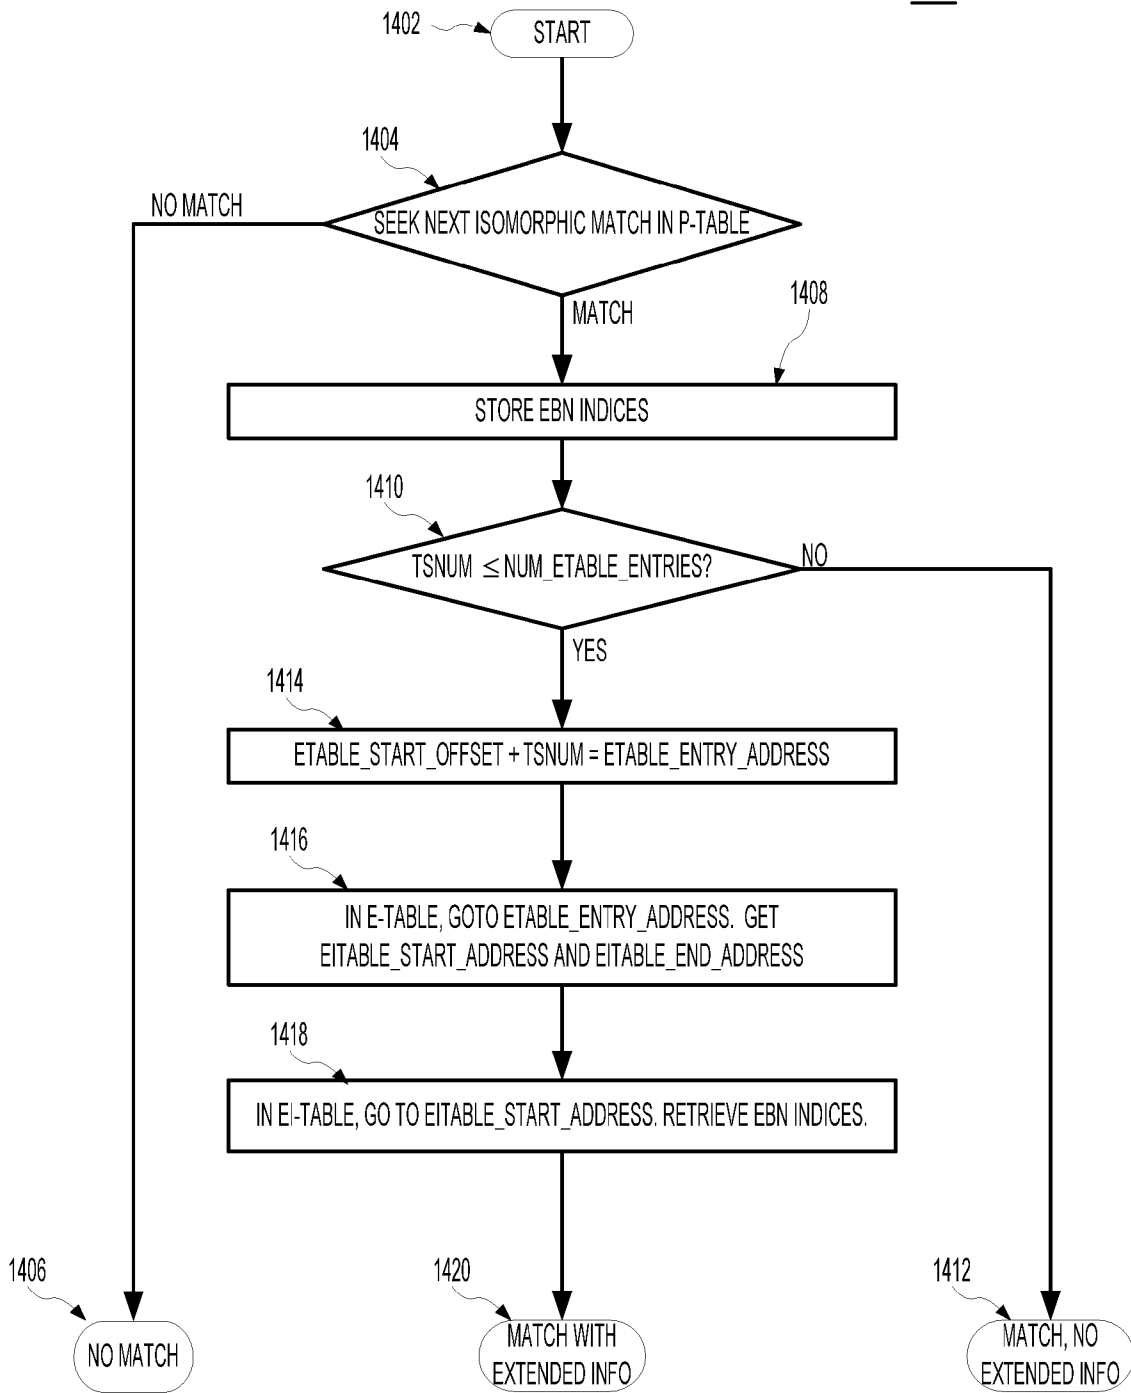 1402
START
1404
NO MATCH
SEEK NEXT ISOMORPHIC MATCH IN P-TABLE
MATCH
1408
STORE EBN INDICES
1410
TSNUM ≤ NUM_ETABLE_ENTRIES?
NO
YES
1414
ETABLE_START_OFFSET + TSNUM = ETABLE_ENTRY_ADDRESS
1416
IN E-TABLE, GOTO ETABLE_ENTRY_ADDRESS. GET
EITABLE_START_ADDRESS AND EITABLE_END_ADDRESS
1418
IN EI-TABLE, GO TO EITABLE_START_ADDRESS. RETRIEVE EBN INDICES.
1406
NO MATCH
1420
MATCH WITH
EXTENDED INFO
1412
MATCH, NO
EXTENDED INFO